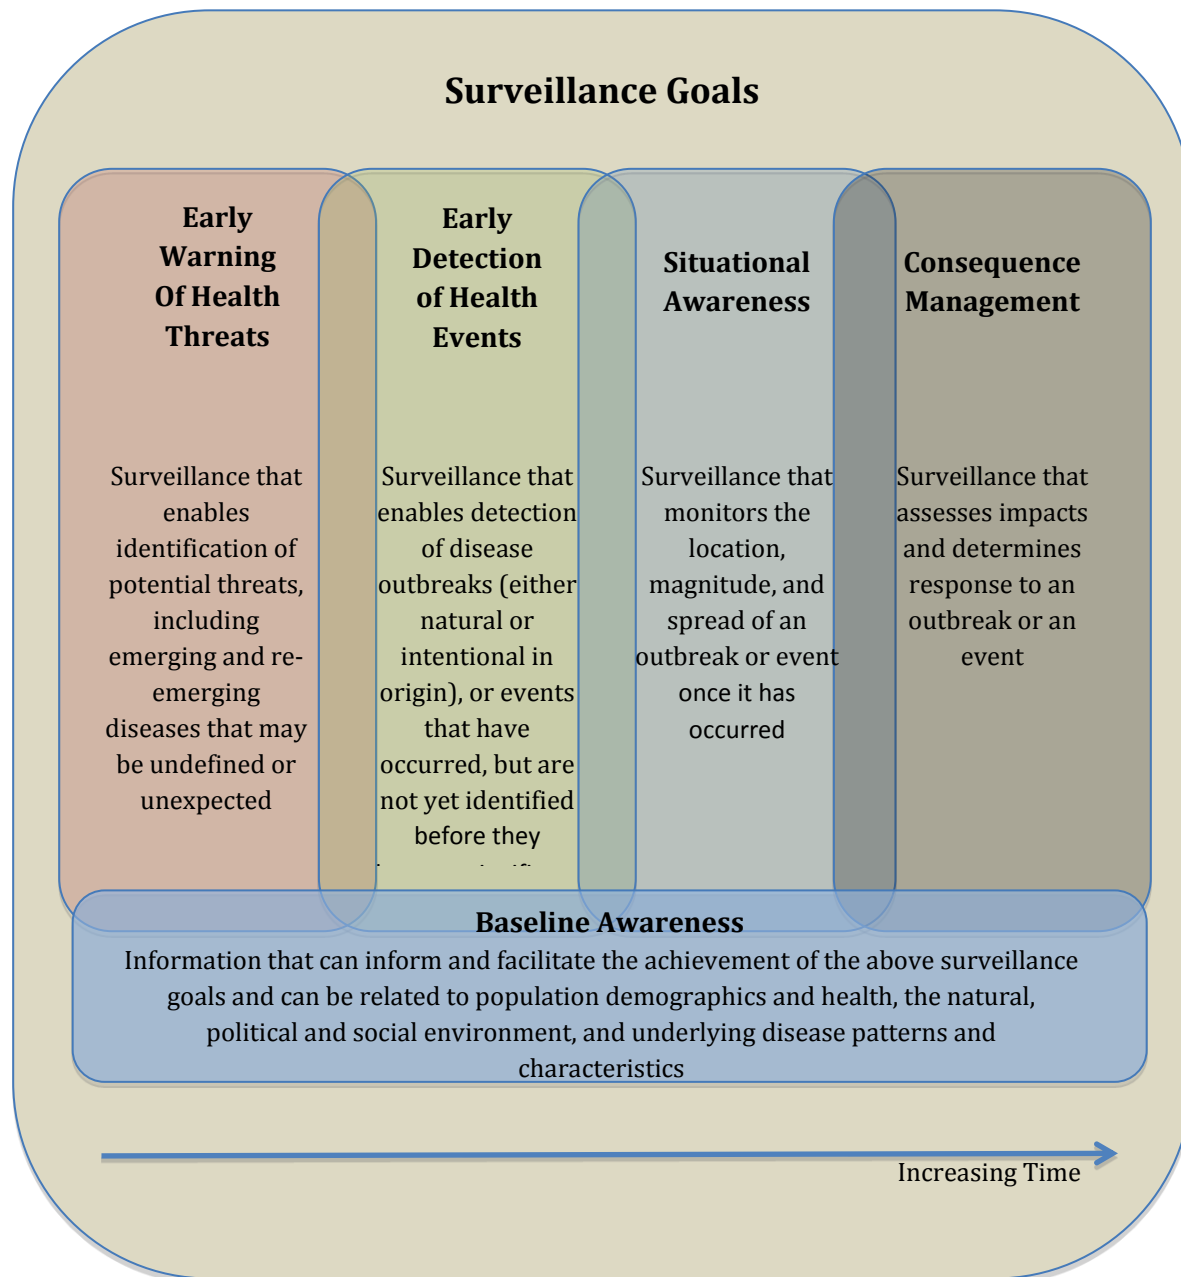 Surveillance Goals
Early
Warning
Of Health
Threats
Surveillance that
enables
identification of
potential threats,
including
emerging and re-
emerging
diseases that may
be undefined or
unexpected
Early
Detection
of Health
Events
Surveillance that
enables detection
of disease
outbreaks (either
natural or
intentional in
origin), or events
that have
occurred, but are
not yet identified
before they
Situational
Awareness
Surveillance that
monitors the
location,
magnitude, and
spread of an
outbreak or event
once it has
occurred
Consequence
Management
Surveillance that
assesses impacts
and determines
response to an
outbreak or an
event
Baseline Awareness
Information that can inform and facilitate the achievement of the above surveillance
goals and can be related to population demographics and health, the natural,
political and social environment, and underlying disease patterns and
characteristics
Increasing Time